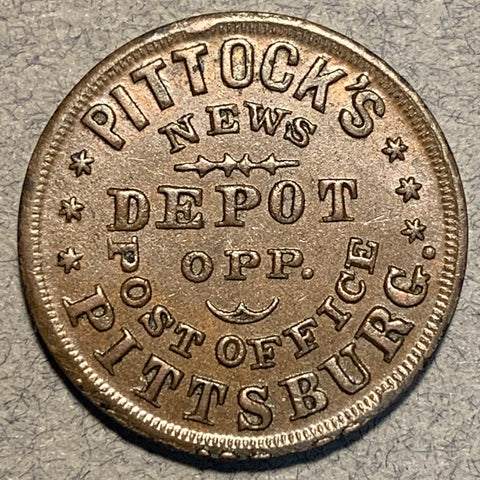 PITTOCK'S
NEWS
DEPOT
OPP.
POST OFFICE
PITTSBURG.